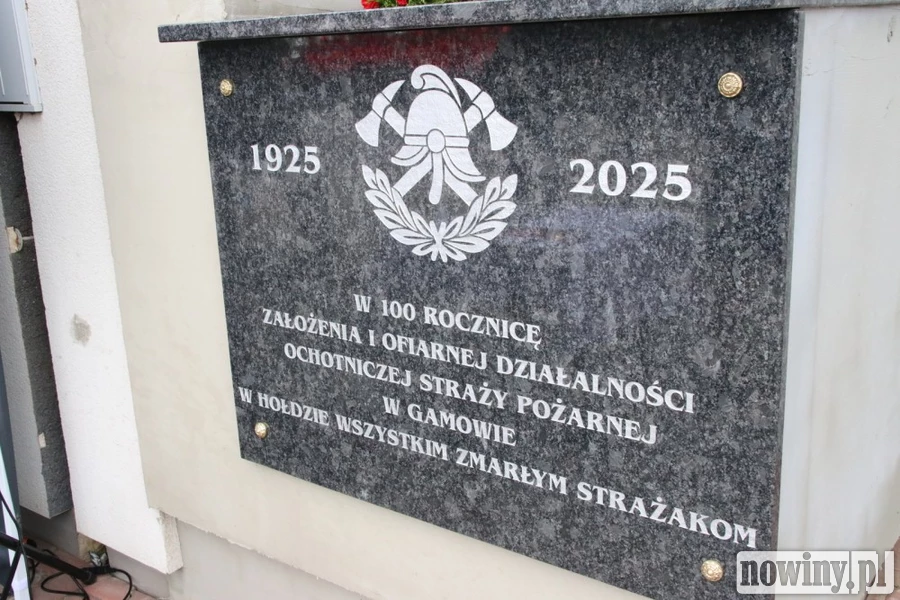 1925
2025
W 100 ROCZNICĘ
ZAŁOŻENIA I OFIARNEJ DZIAŁALNOŚCI
OCHOTNICZEJ STRAŻY POŻARNEJ
W GAMOWIE
W HOŁDZIE WSZYSTKIM ZMARŁYM STRAŻAKOM
nowiny.pl